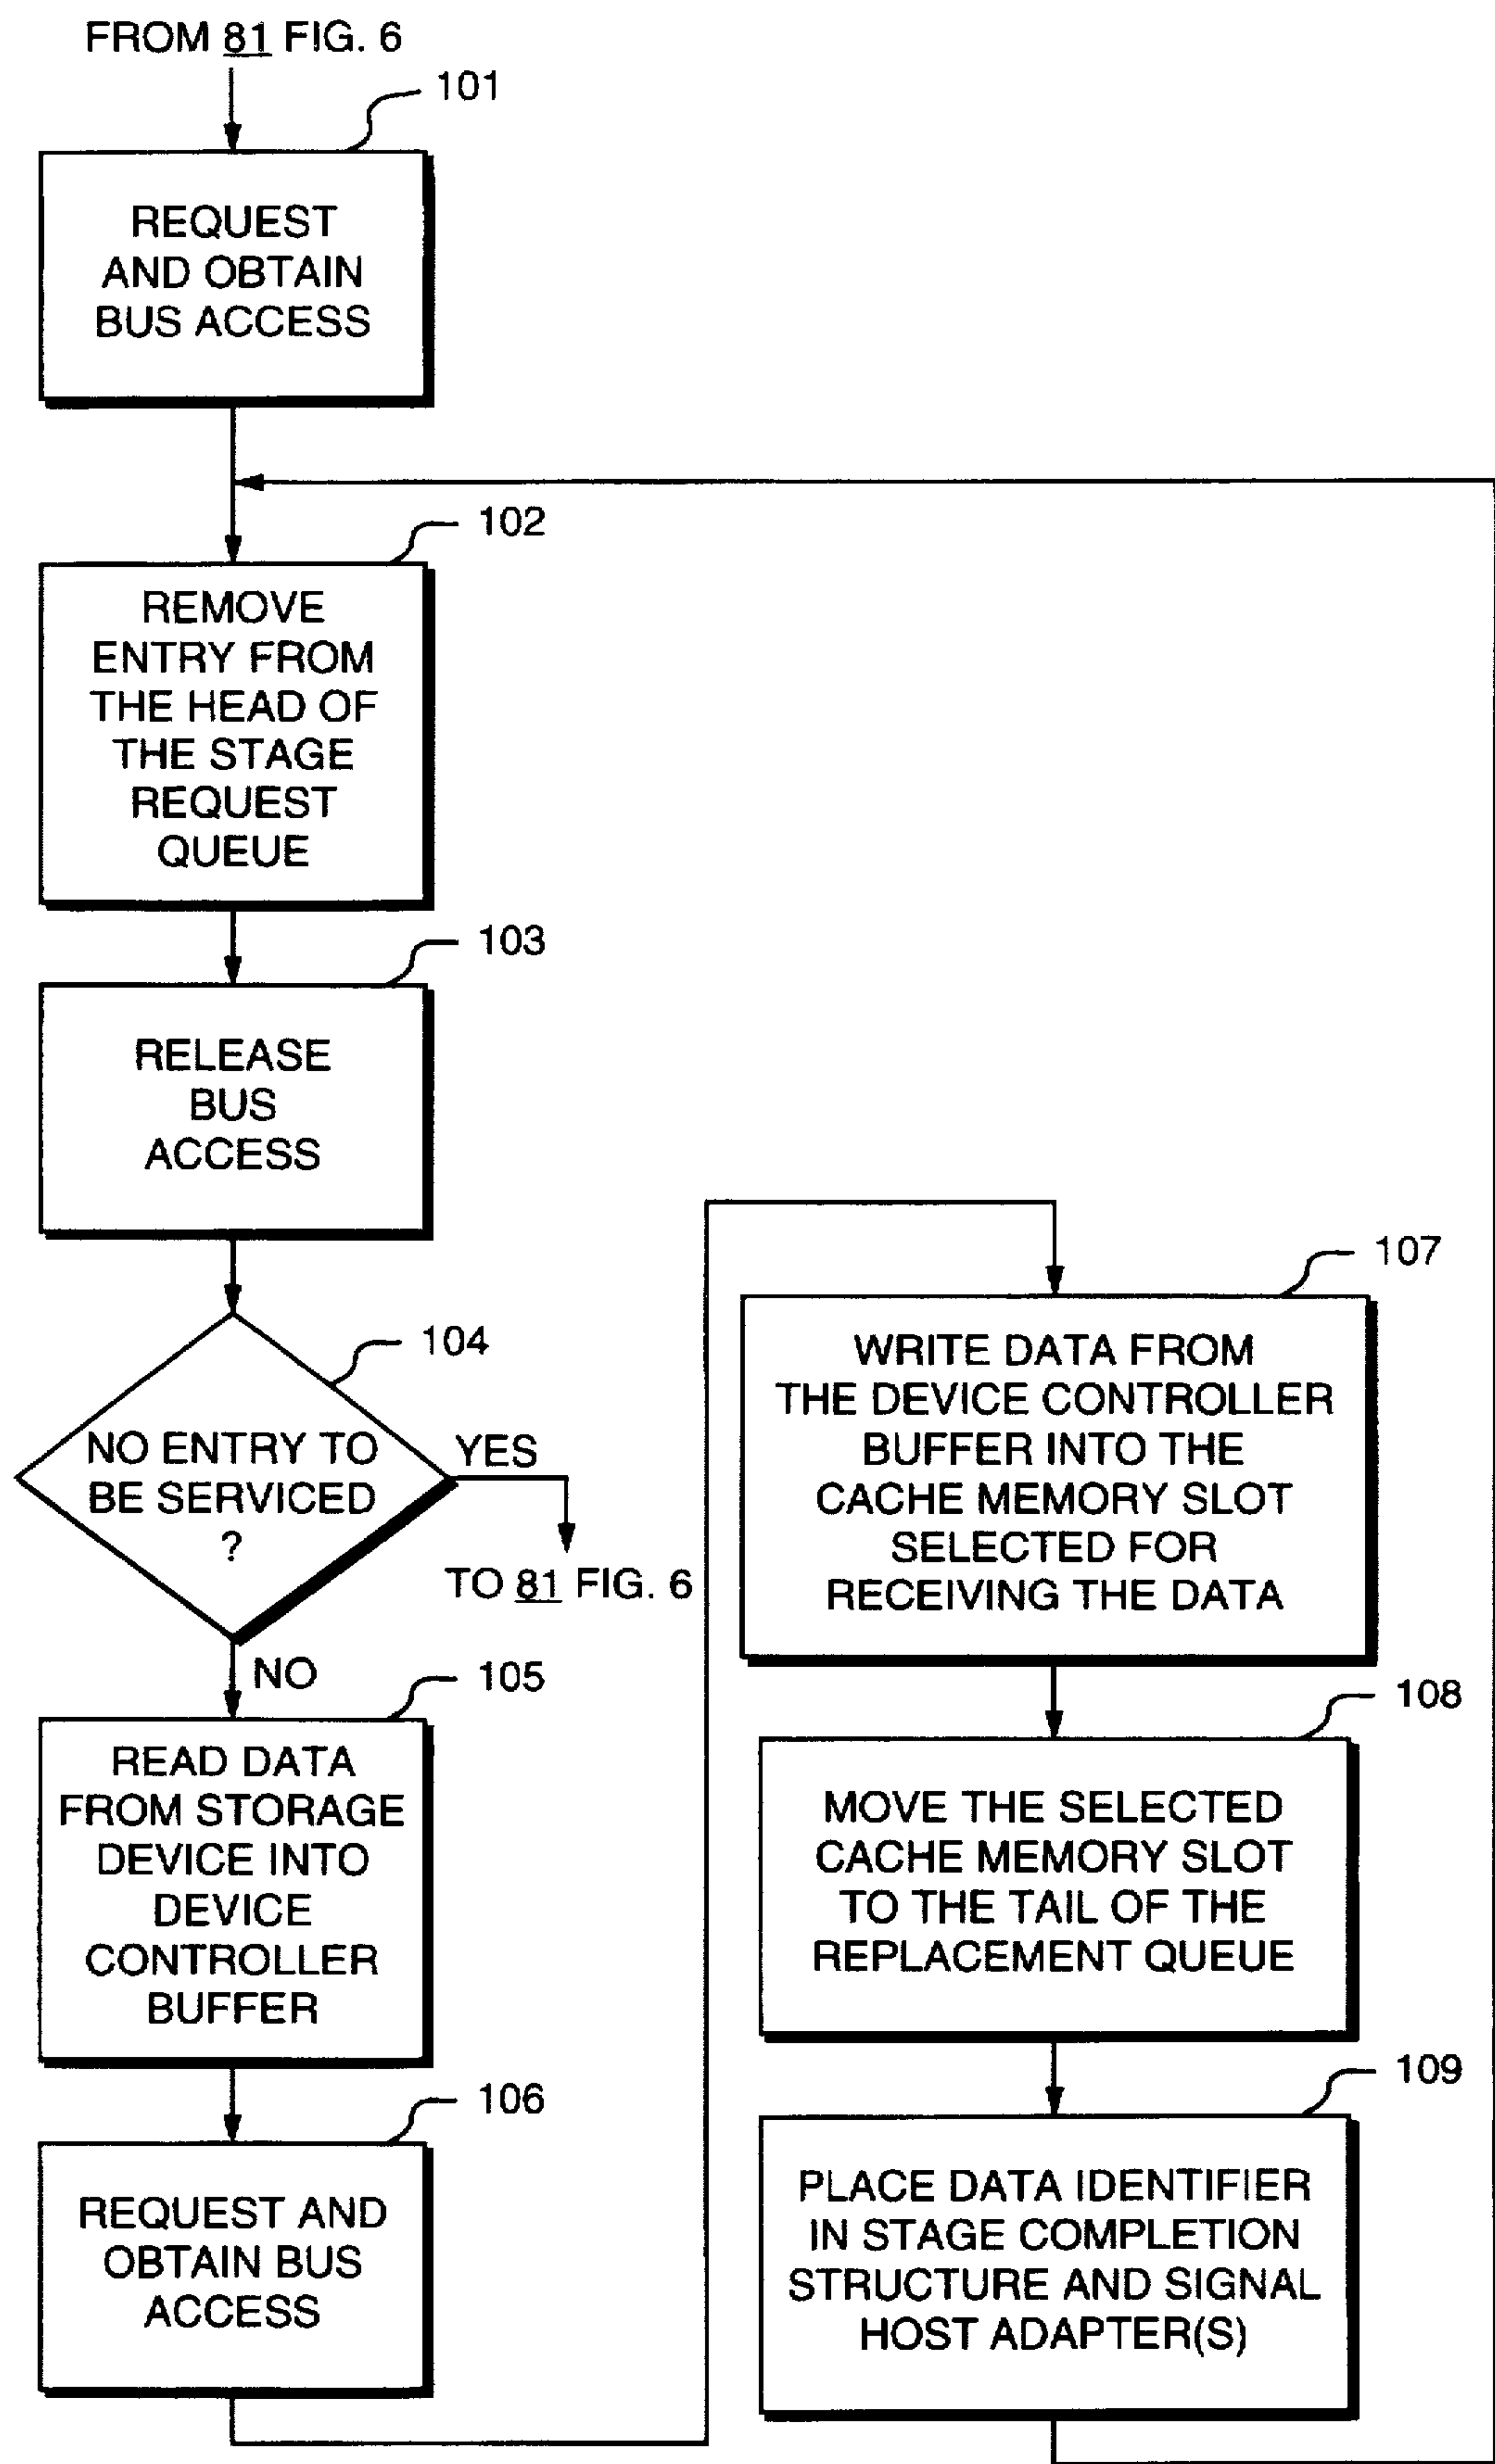 FROM 81 FIG. 6
101
REQUEST
AND OBTAIN
BUS ACCESS
102
REMOVE
ENTRY FROM
THE HEAD OF
THE STAGE
REQUEST
QUEUE
103
RELEASE
BUS
ACCESS
104
NO ENTRY TO
BE SERVICED
?
YES
TO 81 FIG. 6
NO
105
READ DATA
FROM STORAGE
DEVICE INTO
DEVICE
CONTROLLER
BUFFER
106
REQUEST AND
OBTAIN BUS
ACCESS
107
WRITE DATA FROM
THE DEVICE CONTROLLER
BUFFER INTO THE
CACHE MEMORY SLOT
SELECTED FOR
RECEIVING THE DATA
108
MOVE THE SELECTED
CACHE MEMORY SLOT
TO THE TAIL OF THE
REPLACEMENT QUEUE
109
PLACE DATA IDENTIFIER
IN STAGE COMPLETION
STRUCTURE AND SIGNAL
HOST ADAPTER(S)